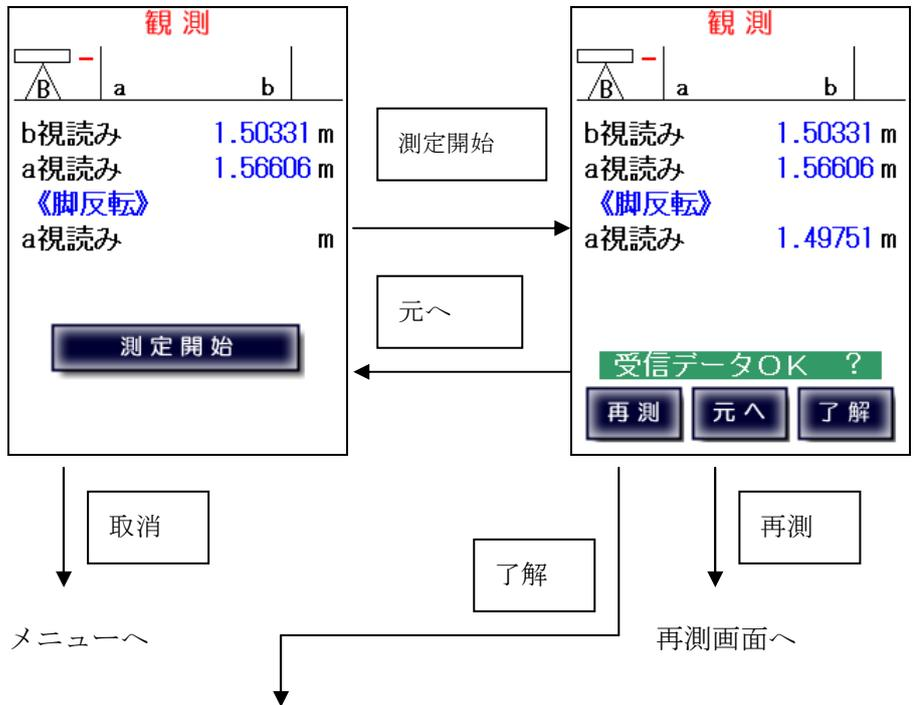 観測
B a b
b視読み 1.50331 m
a視読み 1.56606 m
《脚反転》
a視読み m
測定開始
測定開始
元へ
観測
B a b
b視読み 1.50331 m
a視読み 1.56606 m
《脚反転》
a視読み 1.49751 m
受信データOK ?
再測 元へ 了解
取消
メニューへ
了解
再測
再測画面へ